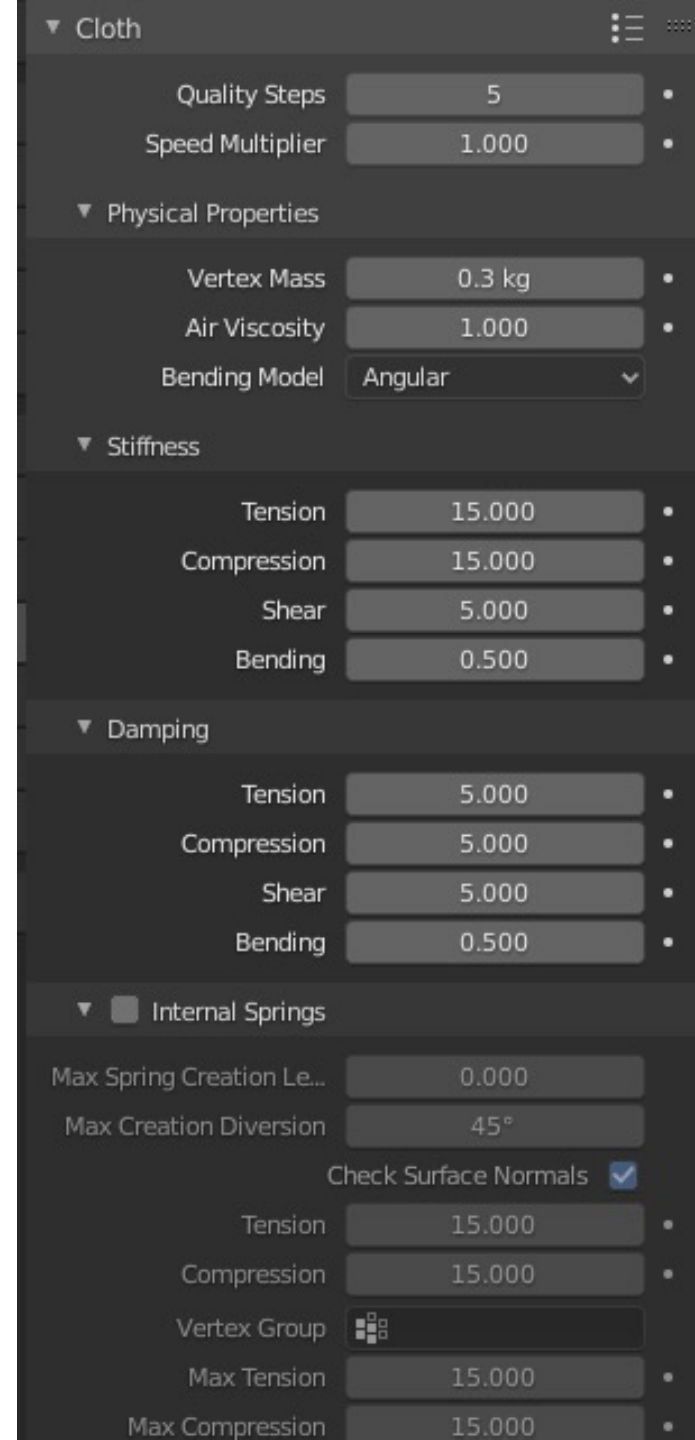 Cloth
Quality Steps 5
Speed Multiplier 1.000
Physical Properties
Vertex Mass 0.3 kg
Air Viscosity 1.000
Bending Model Angular
Stiffness
Tension 15.000
Compression 15.000
Shear 5.000
Bending 0.500
Damping
Tension 5.000
Compression 5.000
Shear 5.000
Bending 0.500
Internal Springs
Max Spring Creation Le...  0.000
Max Creation Diversion 45°
Check Surface Normals
Tension 15.000
Compression 15.000
Vertex Group
Max Tension 15.000
Max Compression 15.000